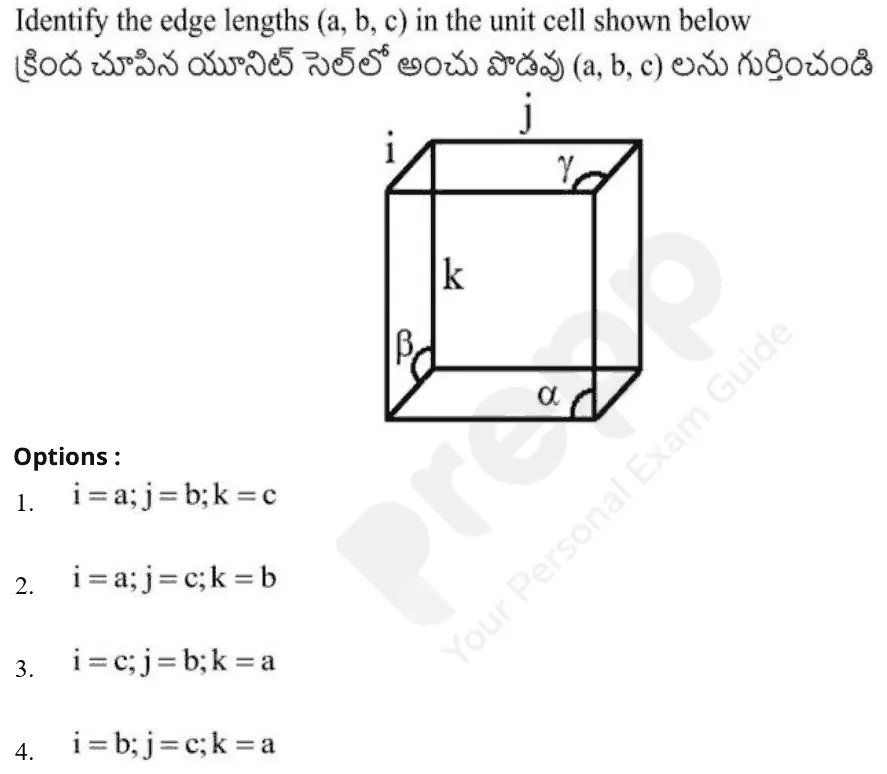 Identify the edge lengths (a, b, c) in the unit cell shown below
క్రింద చూపిన యూనిట్ సెల్‌లో అంచు పొడవు (a, b, c) లను గుర్తించండి
j
i
γ
k
β
α
Options :
1. i = a; j = b; k = c
2. i = a; j = c; k = b
3. i = c; j = b; k = a
4. i = b; j = c; k = a
prepp
Your Personal Exam Guide